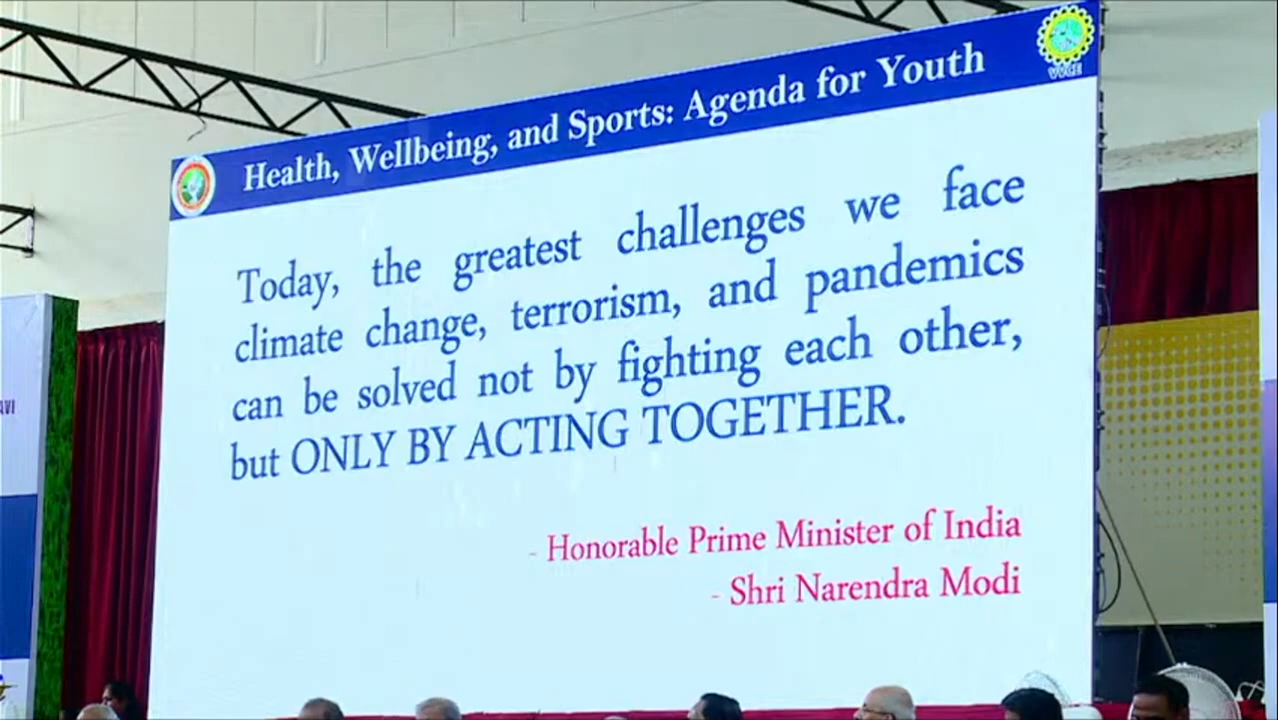 Health, Wellbeing, and Sports: Agenda for Youth
VVCE
Today, the greatest challenges we face
climate change, terrorism, and pandemics
can be solved not by fighting each other,
but ONLY BY ACTING TOGETHER.
- Honorable Prime Minister of India
- Shri Narendra Modi
AVI